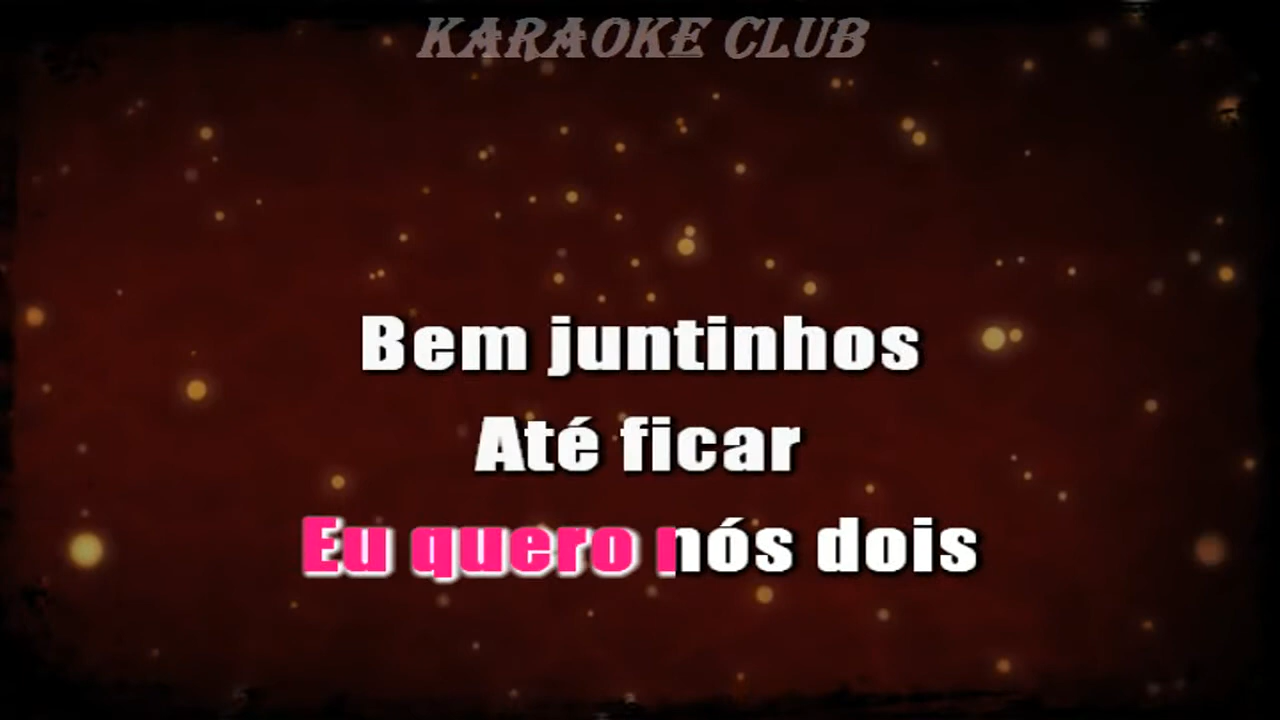 KARAOKE CLUB
Bem juntinhos
Até ficar
Eu quero nós dois